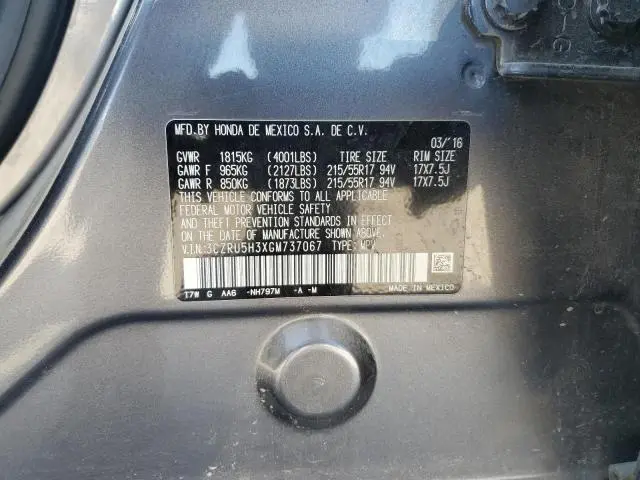 MFD.BY HONDA DE MEXICO S.A. DE C.V.
03/'16
GVWR 1815KG (4001LBS) TIRE SIZE RIM SIZE
GAWR F 965KG (2127LBS) 215/55R17 94V 17X7.5J
GAWR R 850KG (1873LBS) 215/55R17 94V 17X7.5J
THIS VEHICLE CONFORMS TO ALL APPLICABLE
FEDERAL MOTOR VEHICLE SAFETY
AND THEFT PREVENTION STANDARDS IN EFFECT
ON THE DATE OF MANUFACTURE SHOWN ABOVE.
V.I.N.:3CZRU5H3XGM737067 TYPE: MPV
T7W G AA6 -NH797M -A -M MADE IN MEXICO